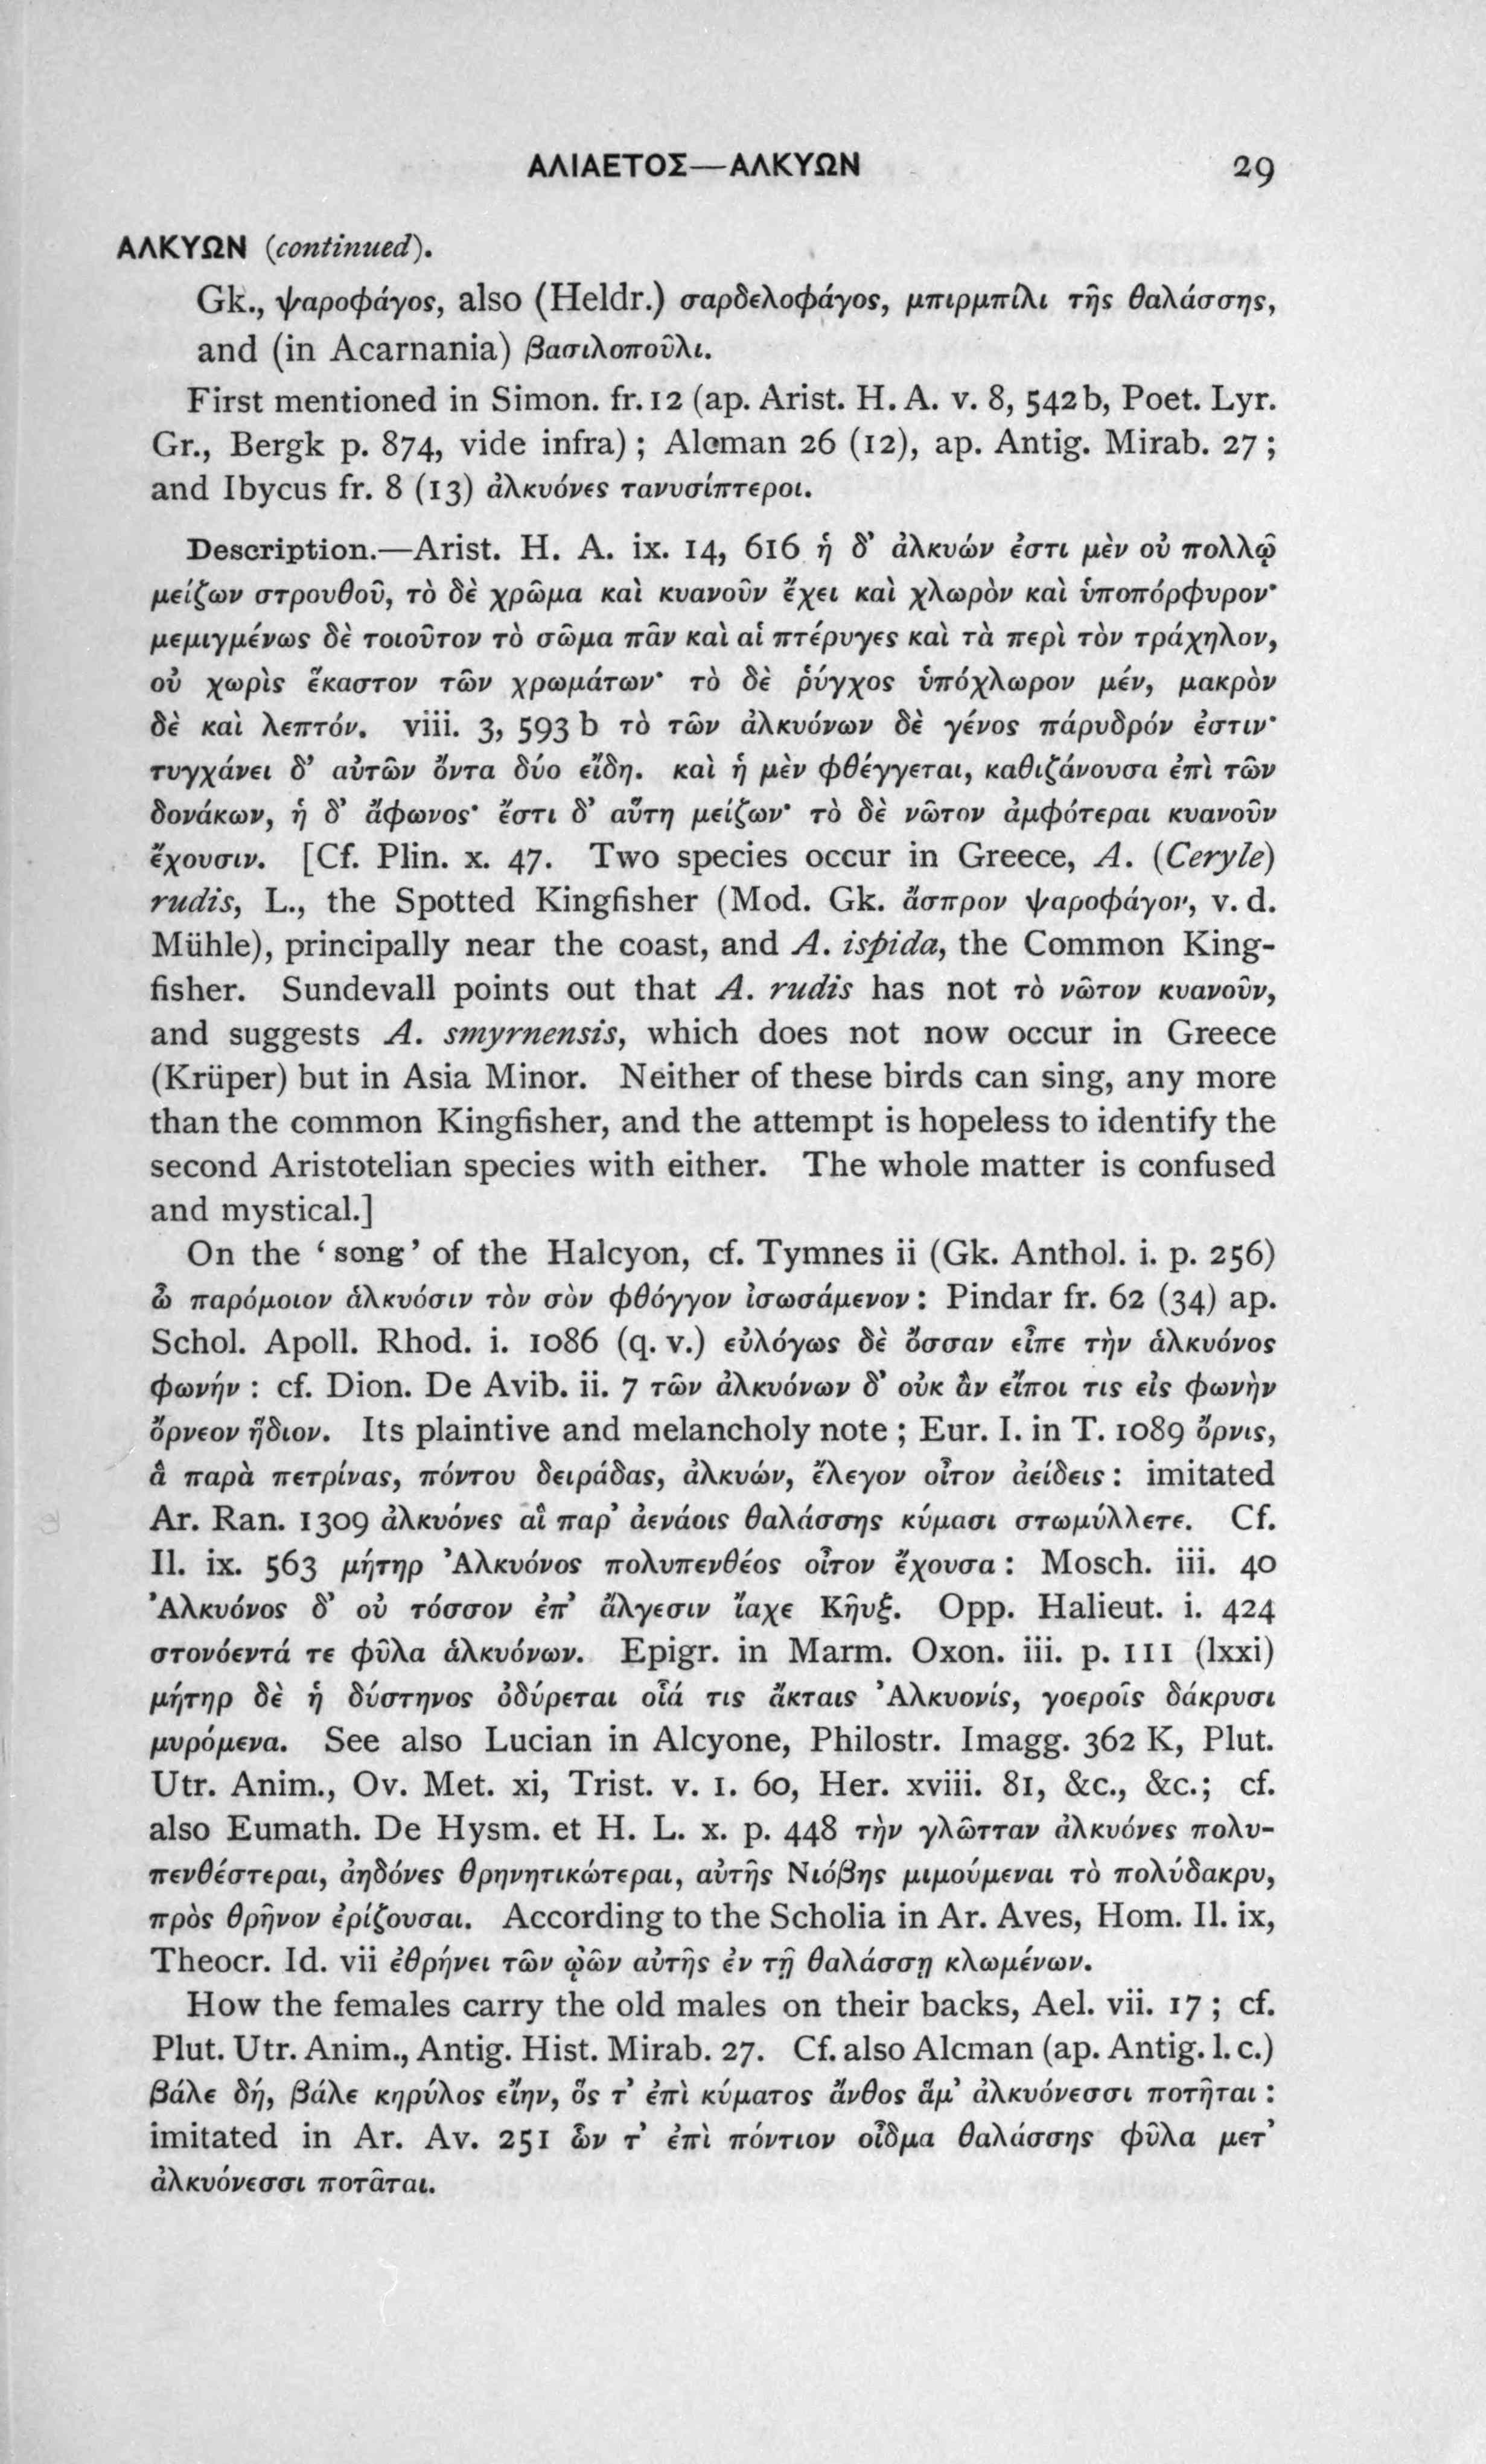 ΑΛΙΑΕΤΟΣ—ΑΛΚΥΩΝ 29
ΑΛΚΥΩΝ (continued).
Gk., ψαροφάγος, also (Heldr.) σαρδελοφάγος, μπιρμπίλι τῆς θαλάσσης,
and (in Acarnania) βασιλοποῦλι.
First mentioned in Simon. fr. 12 (ap. Arist. H. A. v. 8, 542 b, Poet. Lyr.
Gr., Bergk p. 874, vide infra) ; Alcman 26 (12), ap. Antig. Mirab. 27 ;
and Ibycus fr. 8 (13) ἀλκυόνες τανυσίπτεροι.
Description.—Arist. H. A. ix. 14, 616 ἡ δ’ ἀλκυών ἐστι μὲν οὐ πολλῷ
μείζων στρουθοῦ, τὸ δὲ χρῶμα καὶ κυανοῦν ἔχει καὶ χλωρὸν καὶ ὑποπόρφυρον·
μεμιγμένως δὲ τοιοῦτον τὸ σῶμα πᾶν καὶ αἱ πτέρυγες καὶ τὰ περὶ τὸν τράχηλον,
οὐ χωρὶς ἕκαστον τῶν χρωμάτων· τὸ δὲ ῥύγχος ὑπόχλωρον μέν, μακρὸν
δὲ καὶ λεπτόν. viii. 3, 593 b τὸ τῶν ἀλκυόνων δὲ γένος πάρυδρόν ἐστιν·
τυγχάνει δ’ αὐτῶν ὄντα δύο εἴδη. καὶ ἡ μὲν φθέγγεται, καθιζάνουσα ἐπὶ τῶν
δονάκων, ἡ δ’ ἄφωνος· ἔστι δ’ αὕτη μείζων· τὸ δὲ νῶτον ἀμφότεραι κυανοῦν
ἔχουσιν. [Cf. Plin. x. 47. Two species occur in Greece, A. (Ceryle)
rudis, L., the Spotted Kingfisher (Mod. Gk. ἄσπρον ψαροφάγον, v. d.
Mühle), principally near the coast, and A. ispida, the Common King-
fisher. Sundevall points out that A. rudis has not τὸ νῶτον κυανοῦν,
and suggests A. smyrnensis, which does not now occur in Greece
(Krüper) but in Asia Minor. Neither of these birds can sing, any more
than the common Kingfisher, and the attempt is hopeless to identify the
second Aristotelian species with either. The whole matter is confused
and mystical.]
On the ‘song’ of the Halcyon, cf. Tymnes ii (Gk. Anthol. i. p. 256)
ὦ παρόμοιον ἁλκυόσιν τὸν σὸν φθόγγον ἰσωσάμενον : Pindar fr. 62 (34) ap.
Schol. Apoll. Rhod. i. 1086 (q. v.) εὐλόγως δὲ ὄσσαν εἶπε τὴν ἁλκυόνος
φωνήν : cf. Dion. De Avib. ii. 7 τῶν ἀλκυόνων δ’ οὐκ ἂν εἴποι τις εἰς φωνὴν
ὄρνεον ἥδιον. Its plaintive and melancholy note ; Eur. I. in T. 1089 ὄρνις,
ἃ παρὰ πετρίνας, πόντου δειράδας, ἀλκυών, ἔλεγον οἶτον ἀείδεις : imitated
Ar. Ran. 1309 ἀλκυόνες αἳ παρ’ ἀενάοις θαλάσσης κύμασι στωμύλλετε. Cf.
Il. ix. 563 μήτηρ ’Αλκυόνος πολυπενθέος οἶτον ἔχουσα : Mosch. iii. 40
’Αλκυόνος δ’ οὐ τόσσον ἐπ’ ἄλγεσιν ἴαχε Κῆυξ. Opp. Halieut. i. 424
στονόεντά τε φῦλα ἁλκυόνων. Epigr. in Marm. Oxon. iii. p. 111 (lxxi)
μήτηρ δὲ ἡ δύστηνος ὀδύρεται οἷά τις ἄκταις ’Αλκυονίς, γοεροῖς δάκρυσι
μυρόμενα. See also Lucian in Alcyone, Philostr. Imagg. 362 K, Plut.
Utr. Anim., Ov. Met. xi, Trist. v. 1. 60, Her. xviii. 81, &c., &c.; cf.
also Eumath. De Hysm. et H. L. x. p. 448 τὴν γλῶτταν ἀλκυόνες πολυ-
πενθέστεραι, ἀηδόνες θρηνητικώτεραι, αὐτῆς Νιόβης μιμούμεναι τὸ πολύδακρυ,
πρὸς θρῆνον ἐρίζουσαι. According to the Scholia in Ar. Aves, Hom. Il. ix,
Theocr. Id. vii ἐθρήνει τῶν ᾠῶν αὐτῆς ἐν τῇ θαλάσσῃ κλωμένων.
How the females carry the old males on their backs, Ael. vii. 17 ; cf.
Plut. Utr. Anim., Antig. Hist. Mirab. 27. Cf. also Alcman (ap. Antig. l. c.)
βάλε δή, βάλε κηρύλος εἴην, ὅς τ’ ἐπὶ κύματος ἄνθος ἅμ’ ἀλκυόνεσσι ποτῆται :
imitated in Ar. Av. 251 ὧν τ’ ἐπὶ πόντιον οἶδμα θαλάσσης φῦλα μετ’
ἀλκυόνεσσι ποτᾶται.